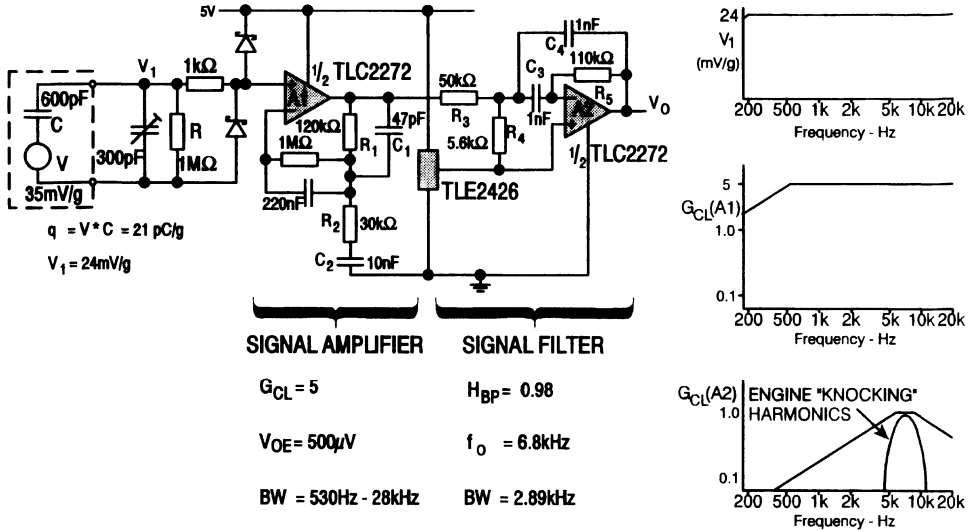 5V
1nF
C4
V1
1kΩ
1/2 TLC2272
C3
110kΩ
50kΩ
600pF
A1
47pF
R5
A2
VO
C
120kΩ
R3
1nF
R4
R
1MΩ
R1
C1
5.6kΩ
1/2 TLC2272
300pF
V
1MΩ
TLE2426
35mV/g
220nF
R2
30kΩ
q = V*C = 21 pC/g
C2
10nF
V1 = 24mV/g
SIGNAL AMPLIFIER
GCL = 5
VOE = 500µV
BW = 530Hz - 28kHz
SIGNAL FILTER
HBP = 0.98
fo = 6.8kHz
BW = 2.89kHz
24
V1
(mV/g)
200 500 1k 2k 5k 10k 20k
Frequency - Hz
5
GCL(A1)
1.0
0.1
200 500 1k 2k 5k 10k 20k
Frequency - Hz
GCL(A2)
1.0
ENGINE "KNOCKING"
HARMONICS
0.1
200 500 1k 2k 5k 10k 20k
Frequency - Hz